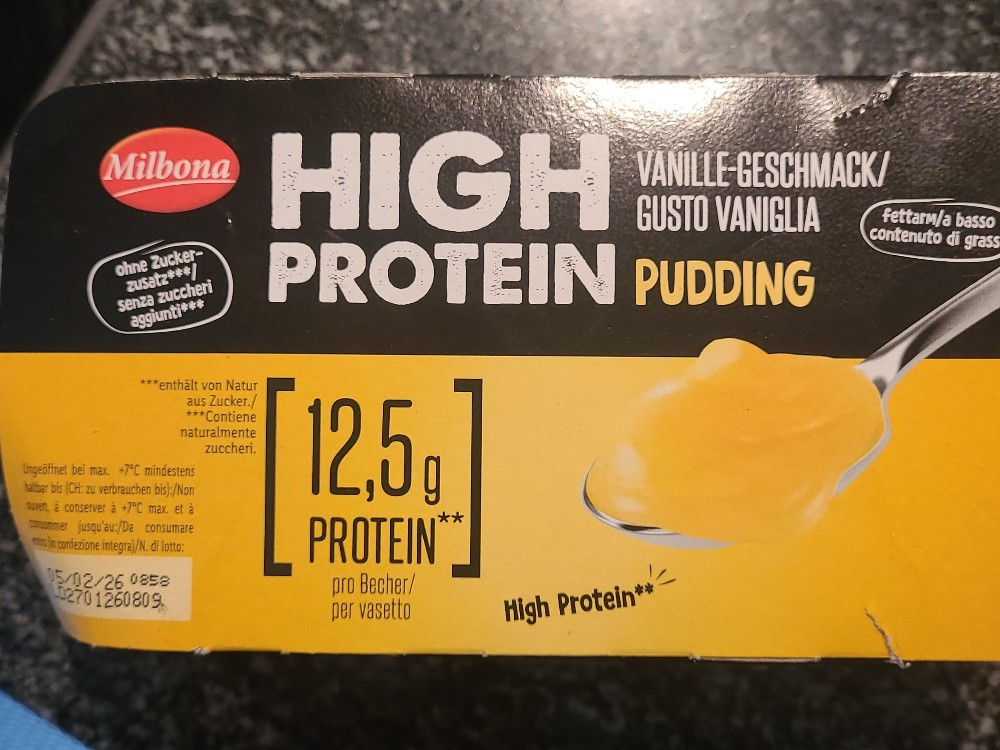 Milbona
HIGH
PROTEIN
VANILLE-GESCHMACK/
GUSTO VANIGLIA
PUDDING
fettarm/a basso
contenuto di grass
ohne Zucker-
zusatz***/
senza zuccheri
aggiunti***
***enthält von Natur
aus Zucker./
***Contiene
naturalmente
zuccheri.
Ungeöffnet bei max. +7°C mindestens
haltbar bis (CH: zu verbrauchen bis):/Non
ouvert, à conserver à +7°C max. et à
consommer jusqu'au:/Da consumare
entro (in confezione integra)/N. di lotto:
05/02/26 0858
LD2701260809
12,5 g
PROTEIN**
pro Becher/
per vasetto
High Protein**